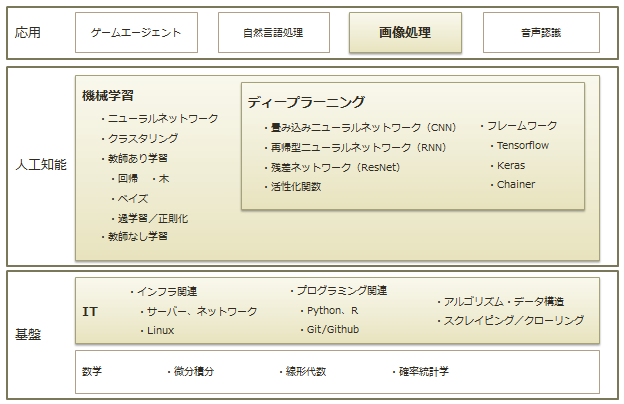 応用
ゲームエージェント
自然言語処理
画像処理
音声認識
人工知能
機械学習
・ニューラルネットワーク
・クラスタリング
・教師あり学習
・回帰 ・木
・ベイズ
・過学習／正則化
・教師なし学習
ディープラーニング
・畳み込みニューラルネットワーク（CNN）
・再帰型ニューラルネットワーク（RNN）
・残差ネットワーク（ResNet）
・活性化関数
・フレームワーク
・Tensorflow
・Keras
・Chainer
基盤
IT
・インフラ関連
・サーバー、ネットワーク
・Linux
・プログラミング関連
・Python、R
・Git/Github
・アルゴリズム・データ構造
・スクレイピング／クローリング
数学 ・微分積分 ・線形代数 ・確率統計学